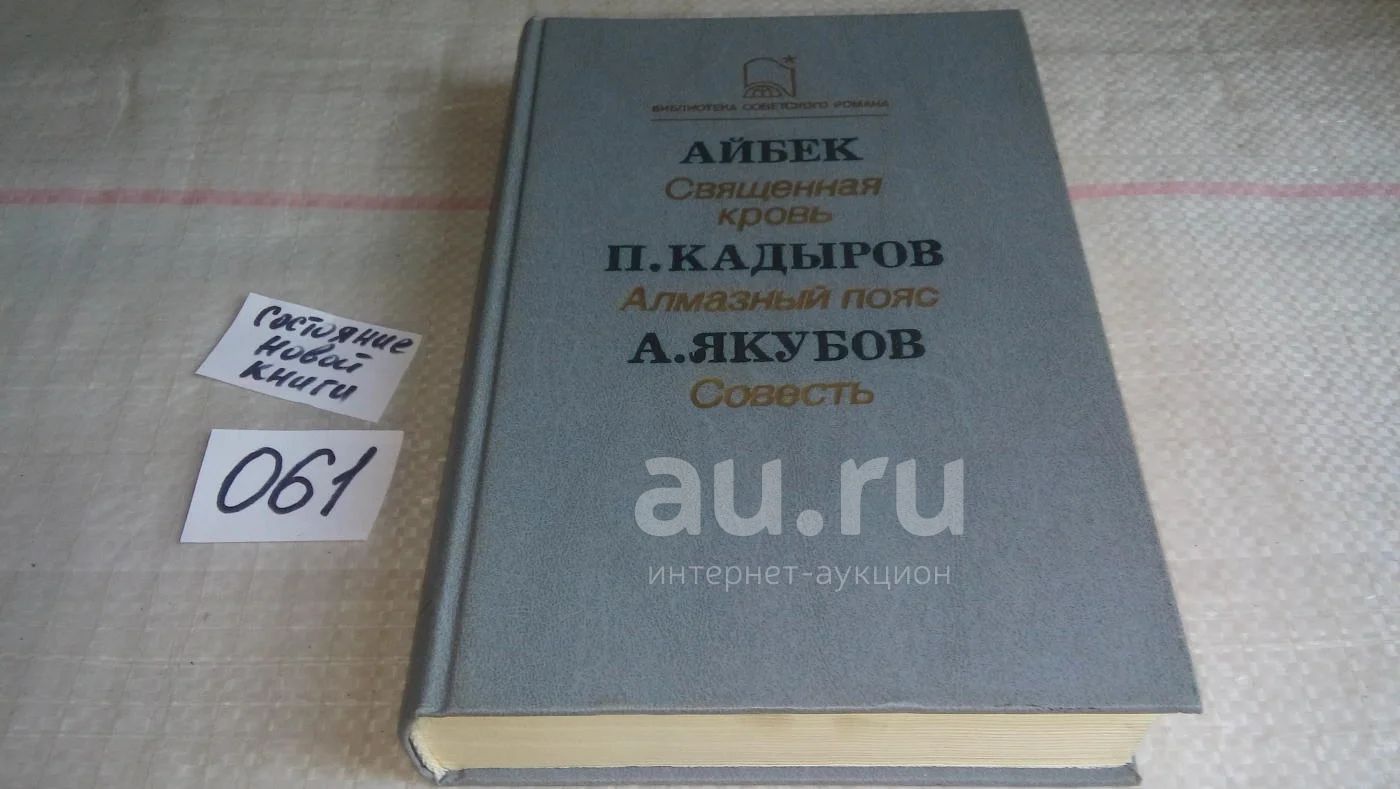 БИБЛИОТЕКА СОВЕТСКОГО РОМАНА
АЙБЕК
Священная
кровь
П.КАДЫРОВ
Алмазный пояс
А.ЯКУБОВ
Совесть
Состояние
новой
книги
061
au.ru
интернет-аукцион